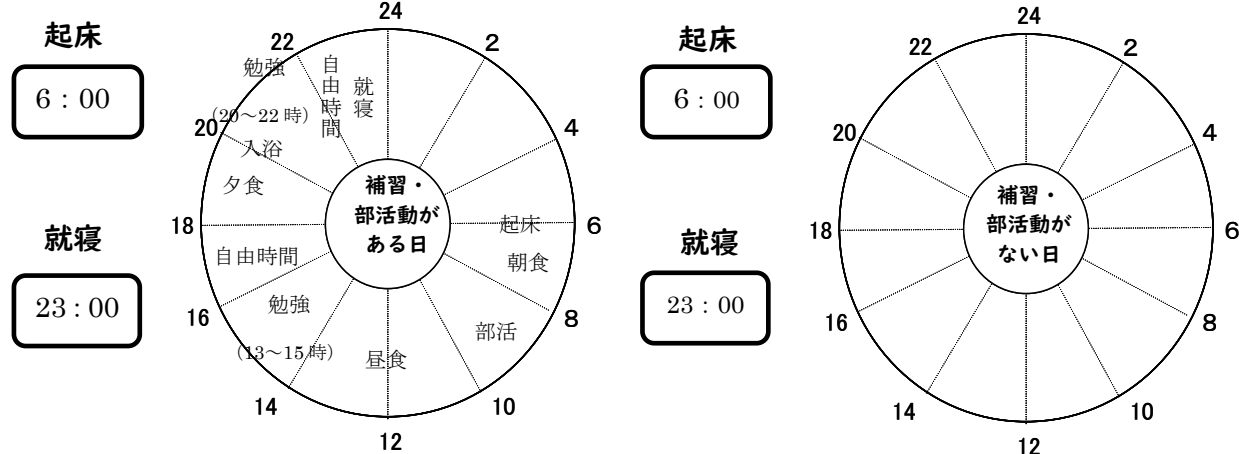 起床
6：00
就寝
23：00
24
2
4
6
8
10
12
14
16
18
20
22
勉強
（20～22時）
自由時間
就寝
入浴
夕食
自由時間
勉強
（13～15時）
昼食
部活
朝食
起床
補習・
部活動が
ある日
起床
6：00
就寝
23：00
24
2
4
6
8
10
12
14
16
18
20
22
補習・
部活動が
ない日